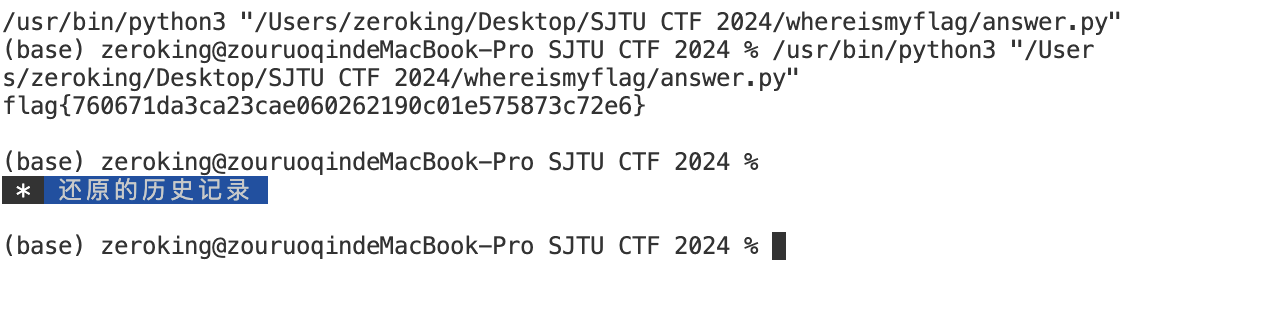 /usr/bin/python3 "/Users/zeroking/Desktop/SJTU CTF 2024/whereismyflag/answer.py"
(base) zeroking@zouruoqindeMacBook-Pro SJTU CTF 2024 % /usr/bin/python3 "/User
s/zeroking/Desktop/SJTU CTF 2024/whereismyflag/answer.py"
flag{760671da3ca23cae060262190c01e575873c72e6}
(base) zeroking@zouruoqindeMacBook-Pro SJTU CTF 2024 %
* 还原的历史记录
(base) zeroking@zouruoqindeMacBook-Pro SJTU CTF 2024 %